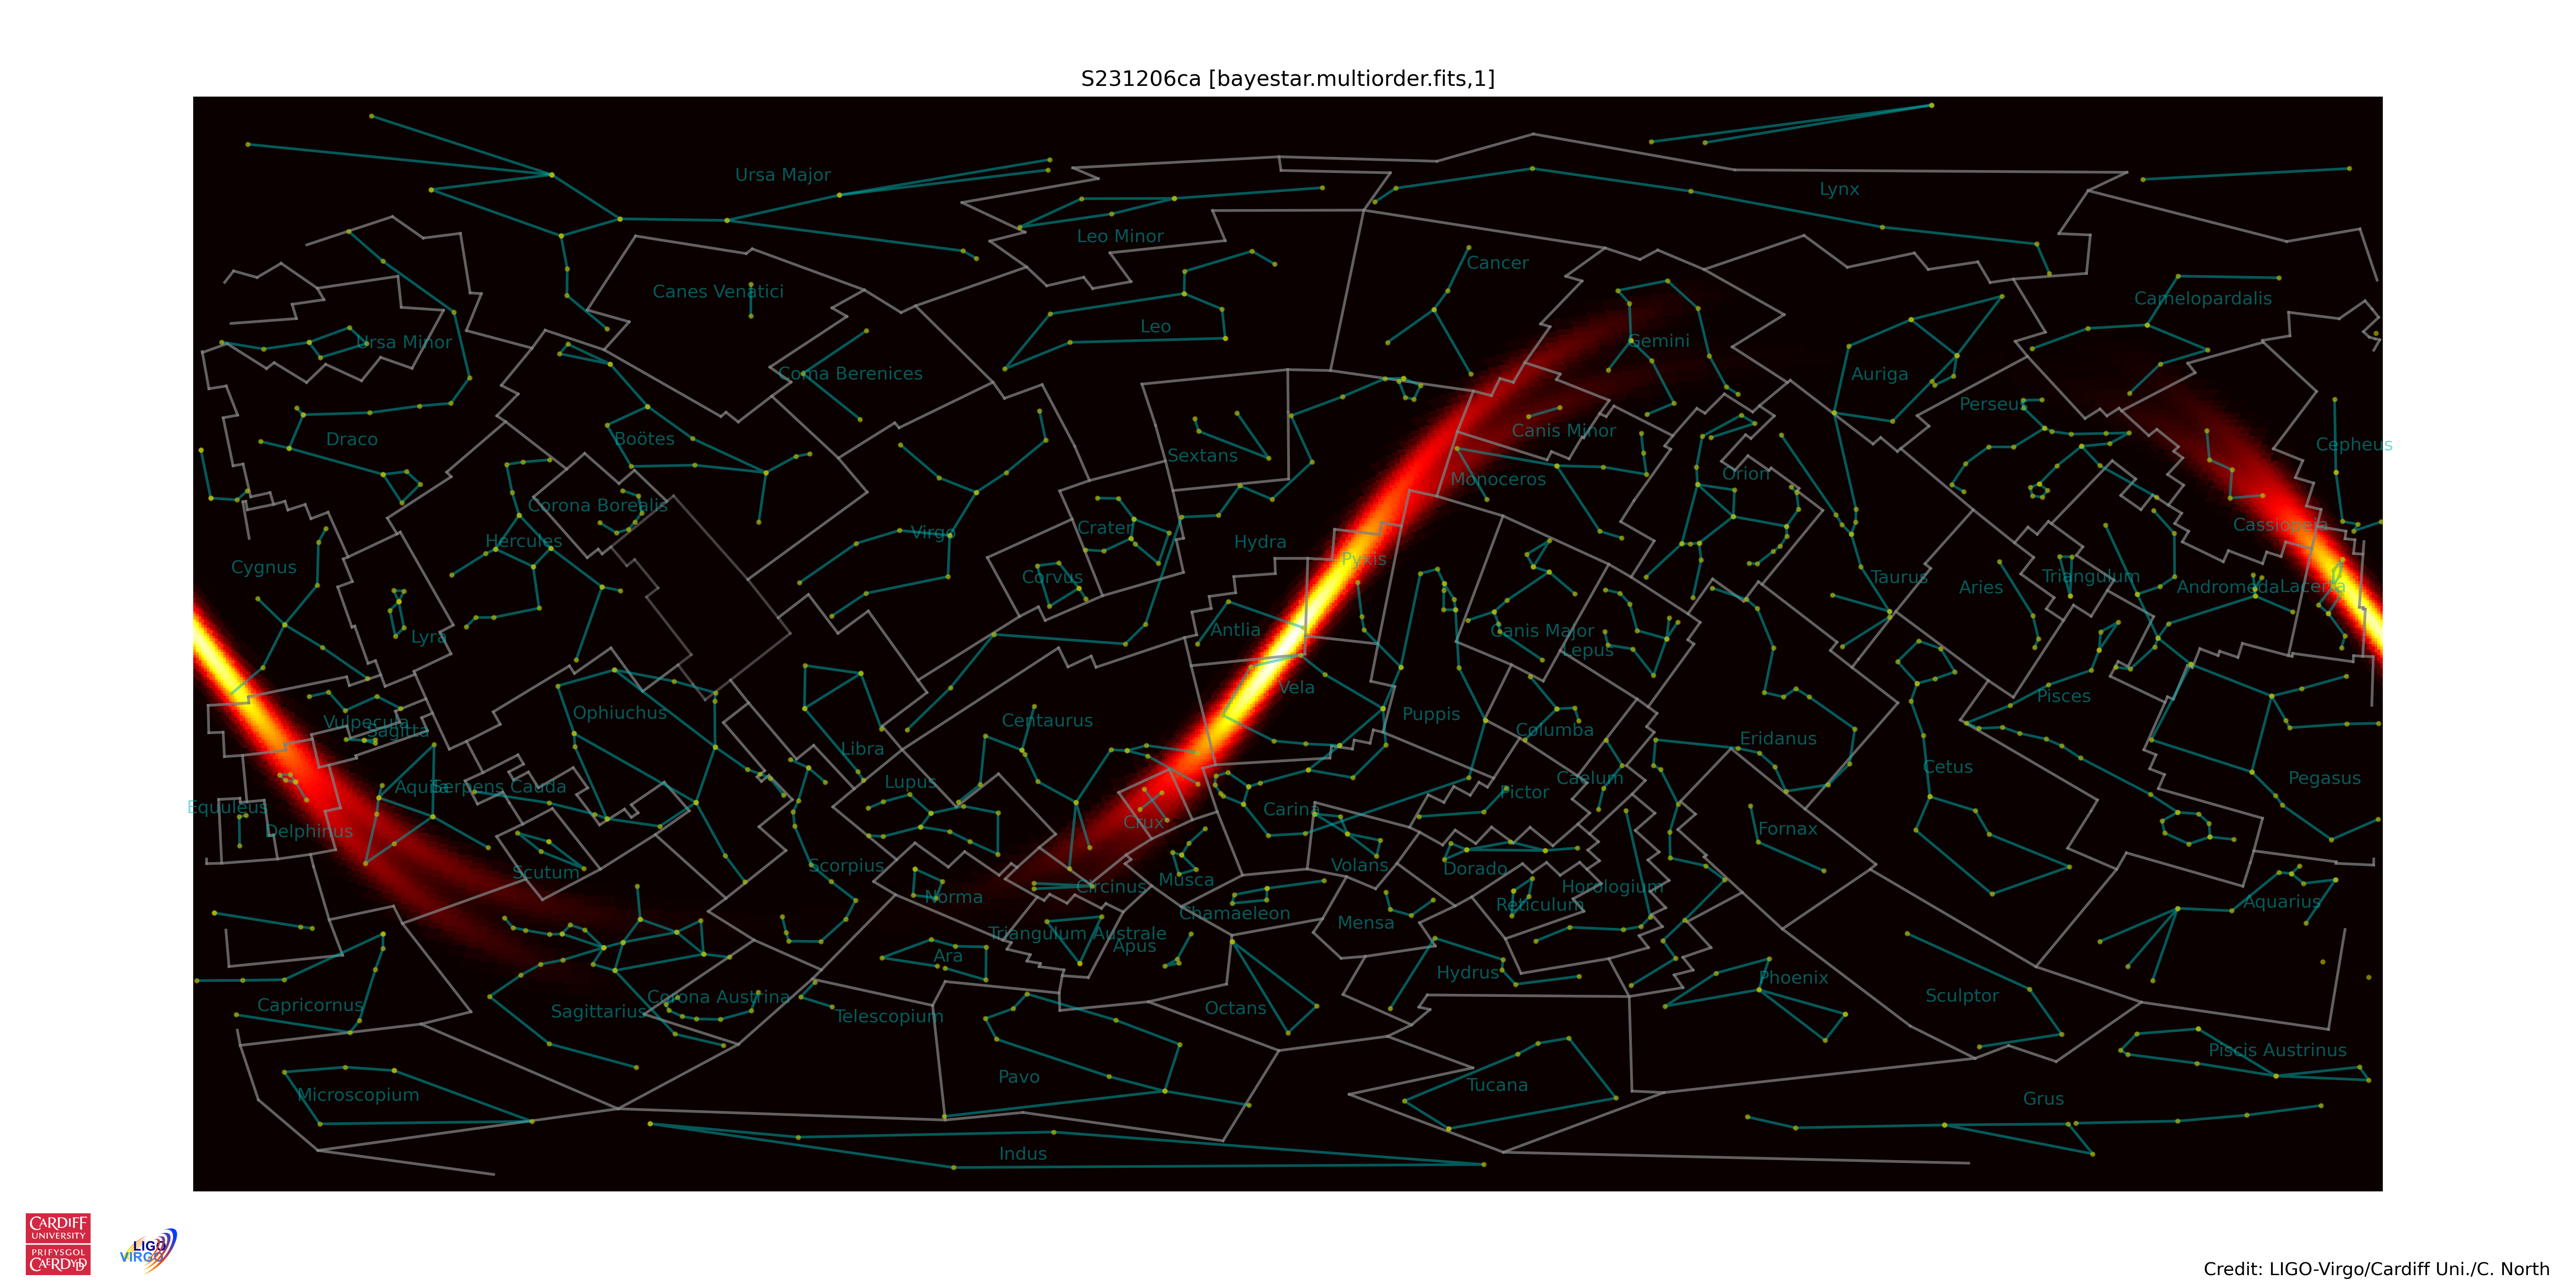 S231206ca [bayestar.multiorder.fits,1]
Ursa Major
Lynx
Leo Minor
Cancer
Canes Venatici
Camelopardalis
Leo
Ursa Minor
Gemini
Coma Berenices
Auriga
Perseus
Draco
Boötes
Canis Minor
Cepheus
Sextans
Orion
Monoceros
Corona Borealis
Crater
Cassiopeia
Virgo
Hercules
Hydra
Pyxis
Cygnus
Corvus
Taurus
Triangulum
Aries
Andromeda
Lacerta
Lyra
Antlia
Canis Major
Lepus
Vela
Pisces
Ophiuchus
Puppis
Vulpecula
Centaurus
Sagitta
Columba
Eridanus
Libra
Cetus
Pegasus
Caelum
Lupus
Aquila
Serpens Cauda
Pictor
Equuleus
Carina
Crux
Delphinus
Fornax
Scorpius
Volans
Dorado
Scutum
Musca
Circinus
Horologium
Norma
Reticulum
Aquarius
Chamaeleon
Mensa
Triangulum Australe
Apus
Ara
Hydrus
Phoenix
Corona Austrina
Sculptor
Capricornus
Octans
Sagittarius
Telescopium
Piscis Austrinus
Pavo
Tucana
Microscopium
Grus
Indus
CARDIFF
UNIVERSITY
PRIFYSGOL
CAERDYDD
LIGO
VIRGO
Credit: LIGO-Virgo/Cardiff Uni./C. North